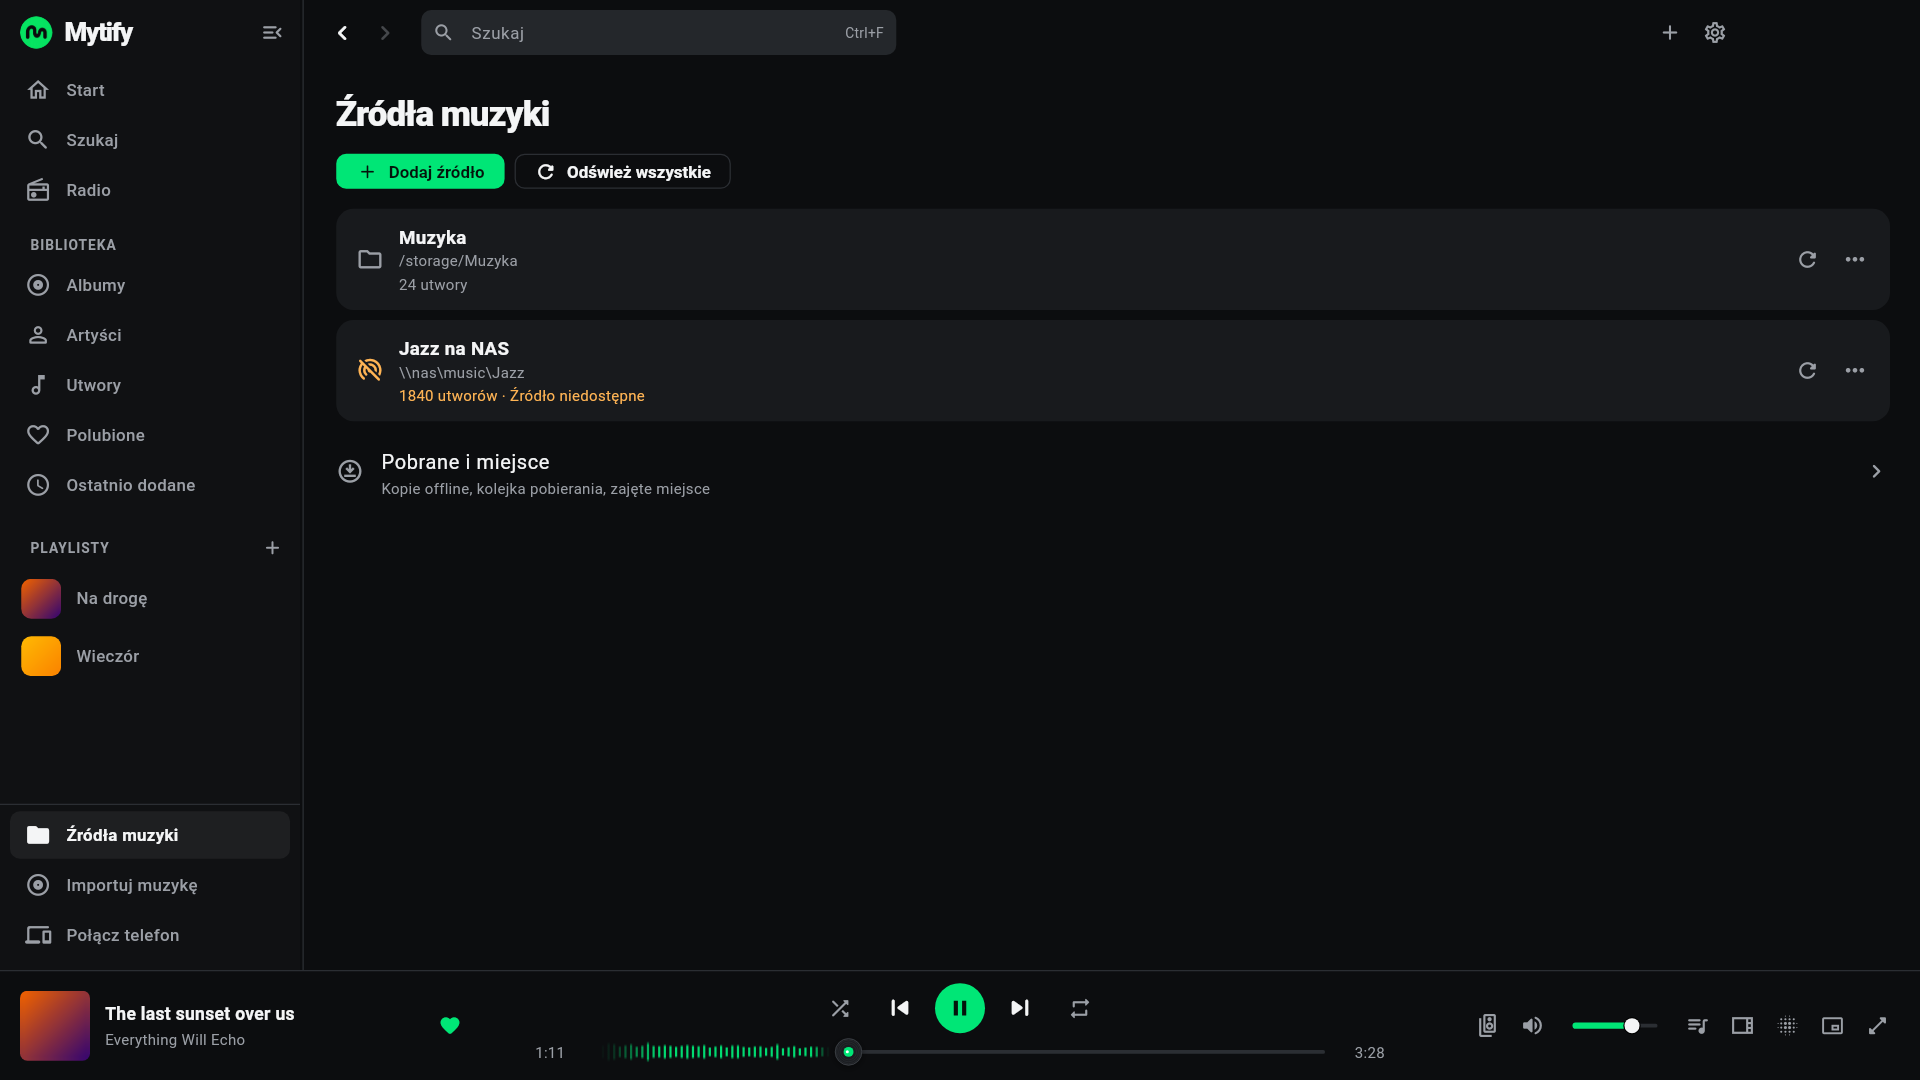 Mytify
Szukaj
Ctrl+F
Start
Szukaj
Radio
BIBLIOTEKA
Albumy
Artyści
Utwory
Polubione
Ostatnio dodane
PLAYLISTY
Na drogę
Wieczór
Źródła muzyki
Importuj muzykę
Połącz telefon
Źródła muzyki
Dodaj źródło
Odśwież wszystkie
Muzyka
/storage/Muzyka
24 utwory
Jazz na NAS
\\nas\music\Jazz
1840 utworów · Źródło niedostępne
Pobrane i miejsce
Kopie offline, kolejka pobierania, zajęte miejsce
The last sunset over us
Everything Will Echo
1:11
3:28